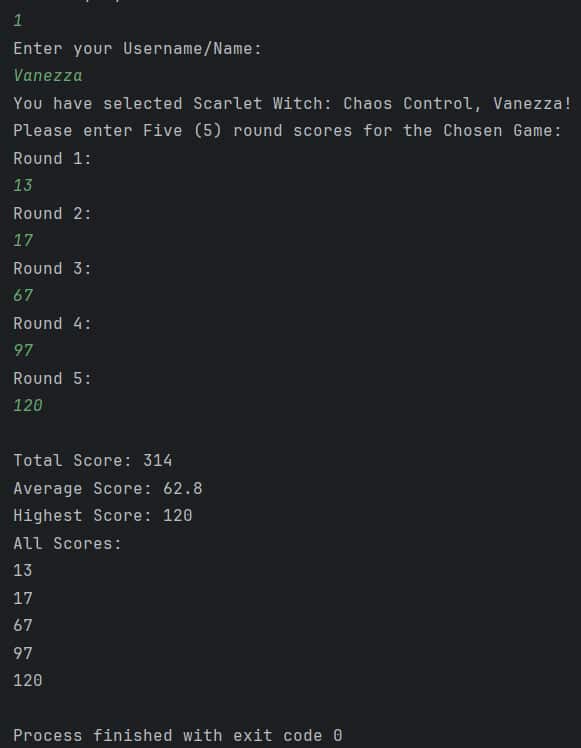 1
Enter your Username/Name:
Vanezza
You have selected Scarlet Witch: Chaos Control, Vanezza!
Please enter Five (5) round scores for the Chosen Game:
Round 1:
13
Round 2:
17
Round 3:
67
Round 4:
97
Round 5:
120
Total Score: 314
Average Score: 62.8
Highest Score: 120
All Scores:
13
17
67
97
120
Process finished with exit code 0